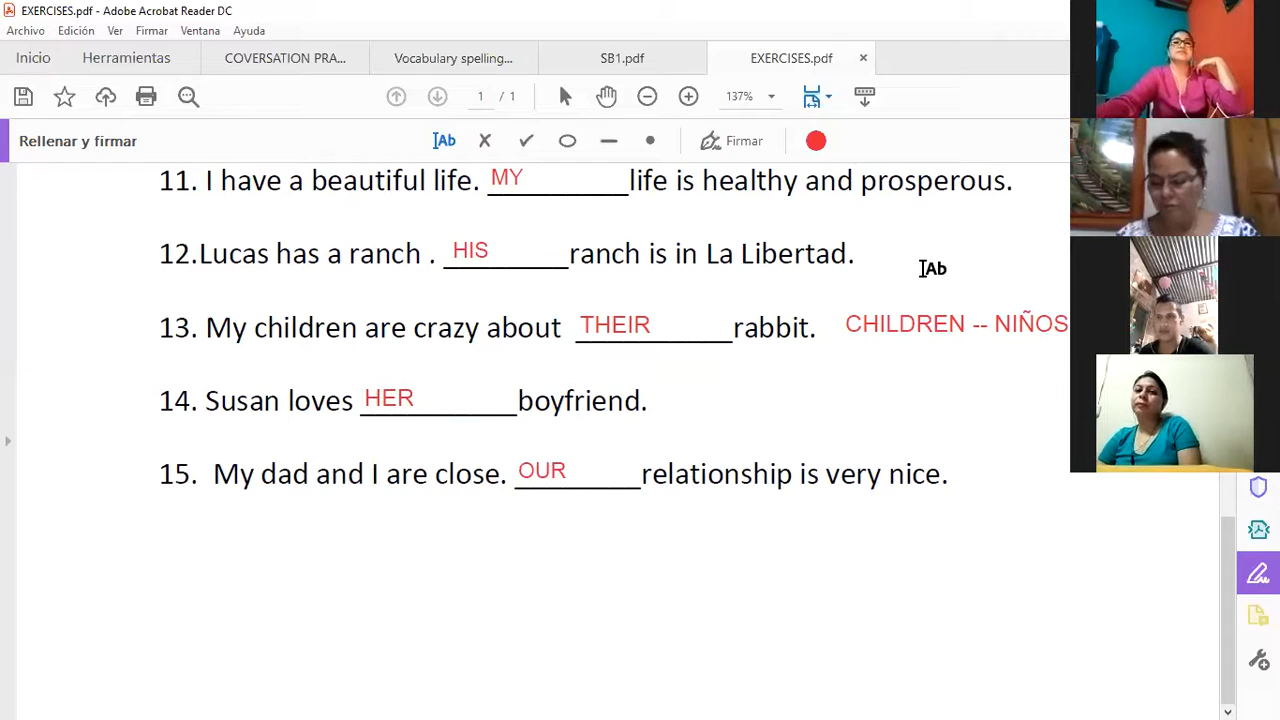 EXERCISES.pdf - Adobe Acrobat Reader DC
Archivo Edición Ver Firmar Ventana Ayuda
Inicio Herramientas COVERSATION PRA... Vocabulary spelling... SB1.pdf EXERCISES.pdf ×
1 / 1 137%
Rellenar y firmar Ab Firmar
11. I have a beautiful life. MY life is healthy and prosperous.
12.Lucas has a ranch . HIS ranch is in La Libertad.
Ab
13. My children are crazy about THEIR rabbit. CHILDREN -- NIÑOS
14. Susan loves HER boyfriend.
15. My dad and I are close. OUR relationship is very nice.